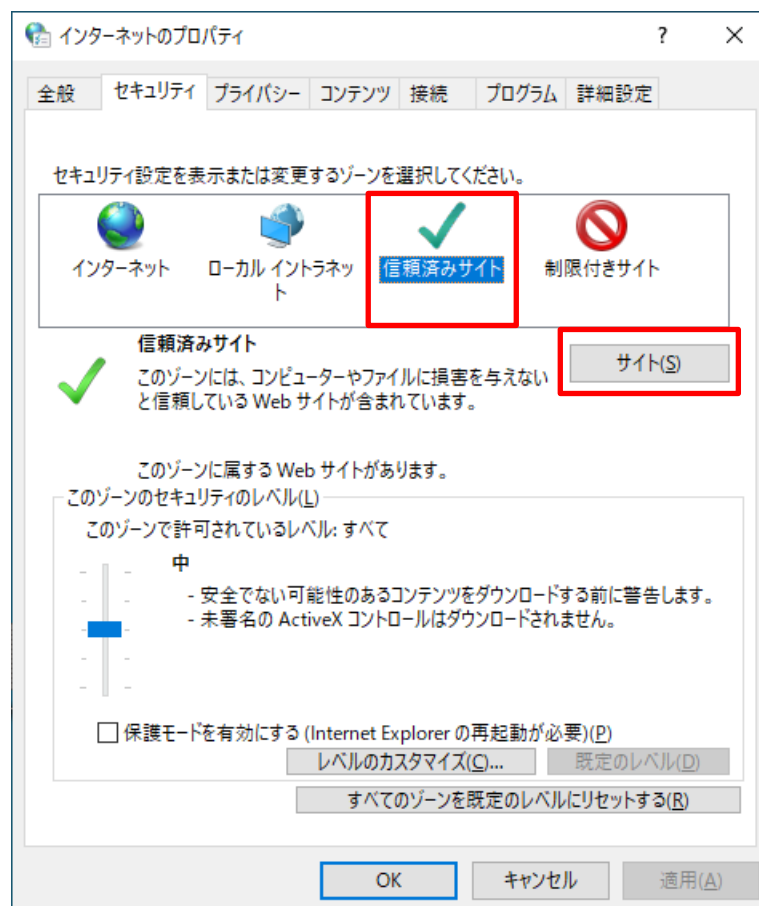 インターネットのプロパティ
?
全般 セキュリティ プライバシー コンテンツ 接続 プログラム 詳細設定
セキュリティ設定を表示または変更するゾーンを選択してください。
インターネット
ローカル イントラネッ
ト
信頼済みサイト
制限付きサイト
信頼済みサイト
サイト(S)
このゾーンには、コンピューターやファイルに損害を与えない
と信頼している Web サイトが含まれています。
このゾーンに属する Web サイトがあります。
このゾーンのセキュリティのレベル(L)
このゾーンで許可されているレベル: すべて
中
- 安全でない可能性のあるコンテンツをダウンロードする前に警告します。
- 未署名の ActiveX コントロールはダウンロードされません。
保護モードを有効にする (Internet Explorer の再起動が必要)(P)
レベルのカスタマイズ(C)... 既定のレベル(D)
すべてのゾーンを既定のレベルにリセットする(R)
OK キャンセル 適用(A)